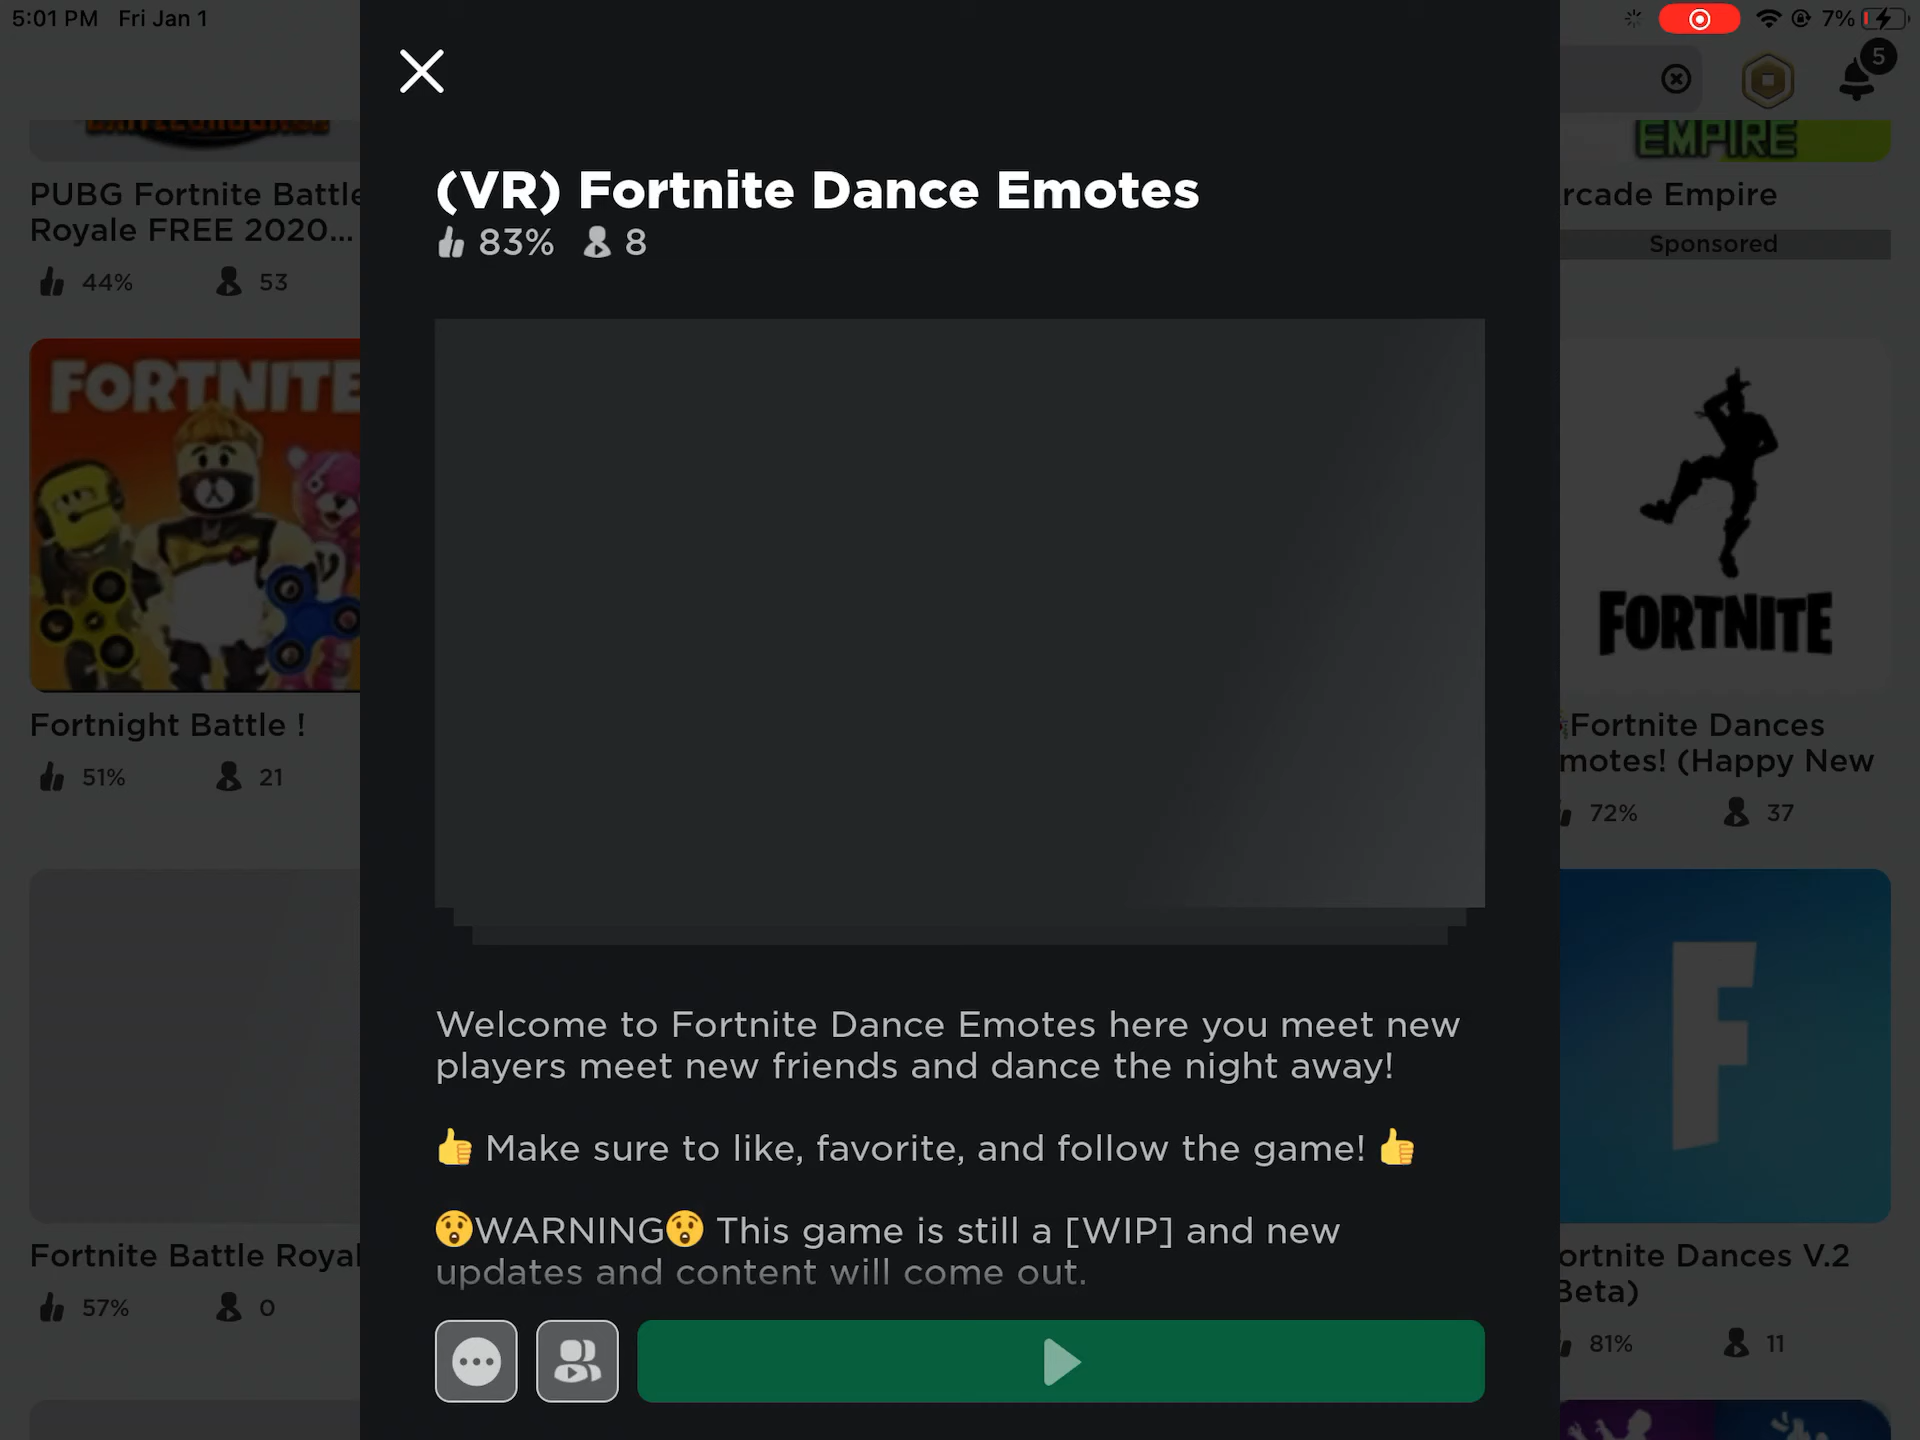 5:01 PM Fri Jan 1
7%
5
EMPIRE
PUBG Fortnite Battle
Royale FREE 2020...
44% 53
FORTNITE
Fortnight Battle !
51% 21
Fortnite Battle Royal
57% 0
(VR) Fortnite Dance Emotes
83% 8
Welcome to Fortnite Dance Emotes here you meet new
players meet new friends and dance the night away!
👍 Make sure to like, favorite, and follow the game! 👍
😲WARNING😲 This game is still a [WIP] and new
updates and content will come out.
rcade Empire
Sponsored
FORTNITE
Fortnite Dances
motes! (Happy New
72% 37
F
ortnite Dances V.2
Beta)
81% 11